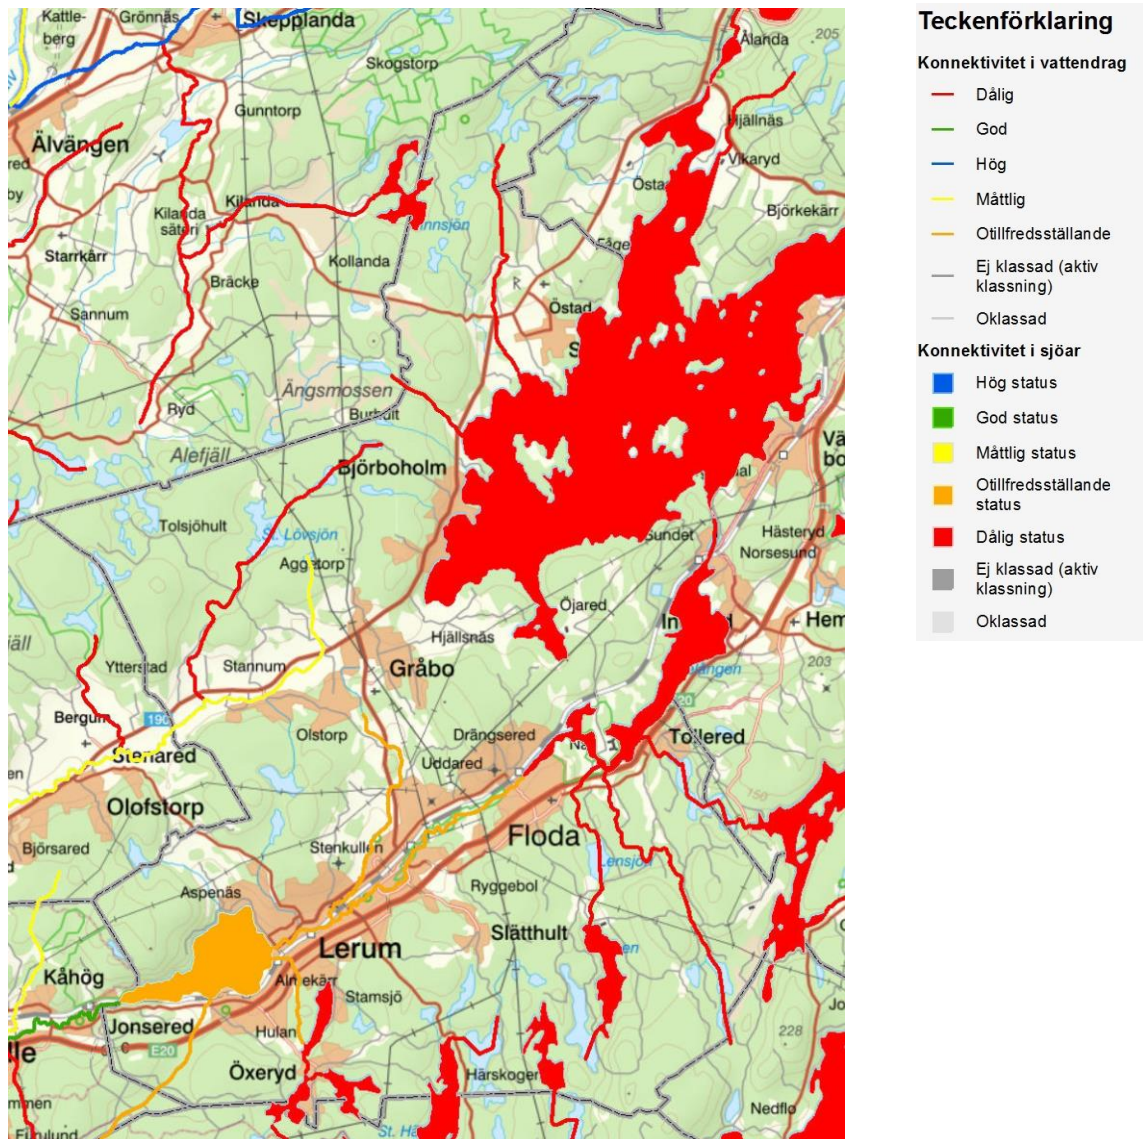 Kattle-
berg
Grönnäs
Skepplanda
Ålanda
205
Skogstorp
Gunntorp
Hjällnäs
Älvängen
Vikaryd
Kilanda
Björkekärr
Kilanda
säteri
Starrkärr
Kollanda
Bräcke
Östad
Sannum
Ängsmossen
Ryd
Alefjäll
Björboholm
Tolsjöhult
St. Lövsjön
Hästeryd
Norsesund
Sundet
Öjared
Hjällsnäs
Ytterstad
Stannum
Gråbo
203
Bergum
190
Olstorp
Drängsered
Tollered
20
Stenared
Uddared
Olofstorp
150
Floda
Björsared
Stenkullen
Aspenäs
Ryggebol
Slätthult
Lerum
Kåhög
Stamsjö
Jonsered
Hulan
228
E20
Öxeryd
Härskoger
Nedflo
Teckenförklaring
Konnektivitet i vattendrag
Dålig
God
Hög
Måttlig
Otillfredsställande
Ej klassad (aktiv
klassning)
Oklassad
Konnektivitet i sjöar
Hög status
God status
Måttlig status
Otillfredsställande
status
Dålig status
Ej klassad (aktiv
klassning)
Oklassad